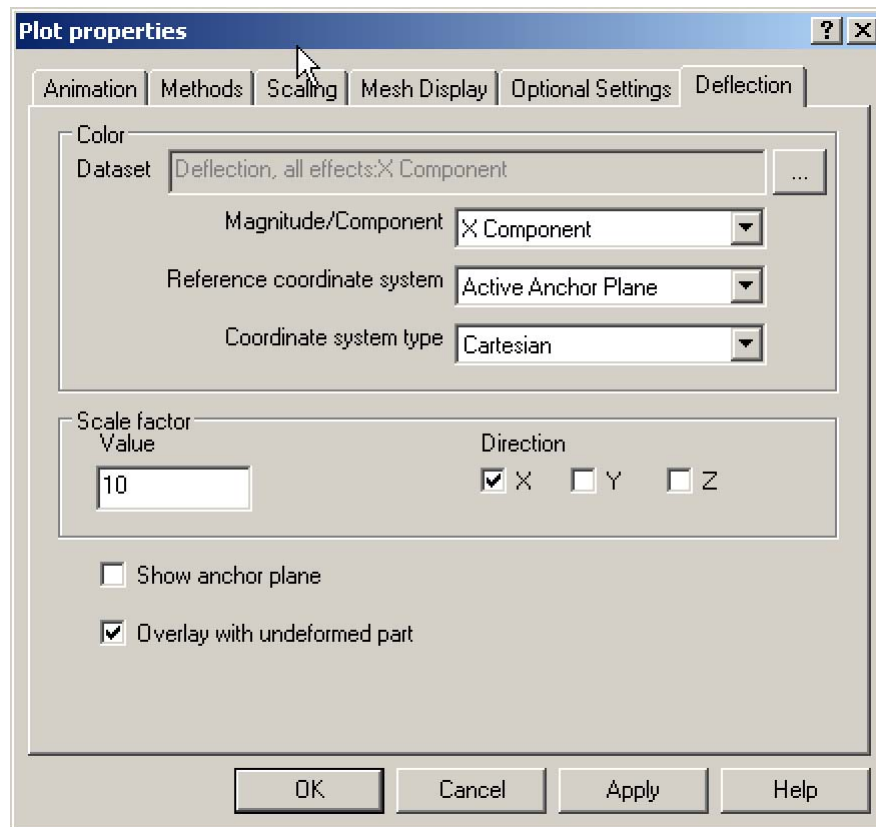 Plot properties
Animation Methods Scaling Mesh Display Optional Settings Deflection
Color
Dataset Deflection, all effects:X Component ...
Magnitude/Component X Component
Reference coordinate system Active Anchor Plane
Coordinate system type Cartesian
Scale factor
Value Direction
10 X Y Z
Show anchor plane
Overlay with undeformed part
OK Cancel Apply Help